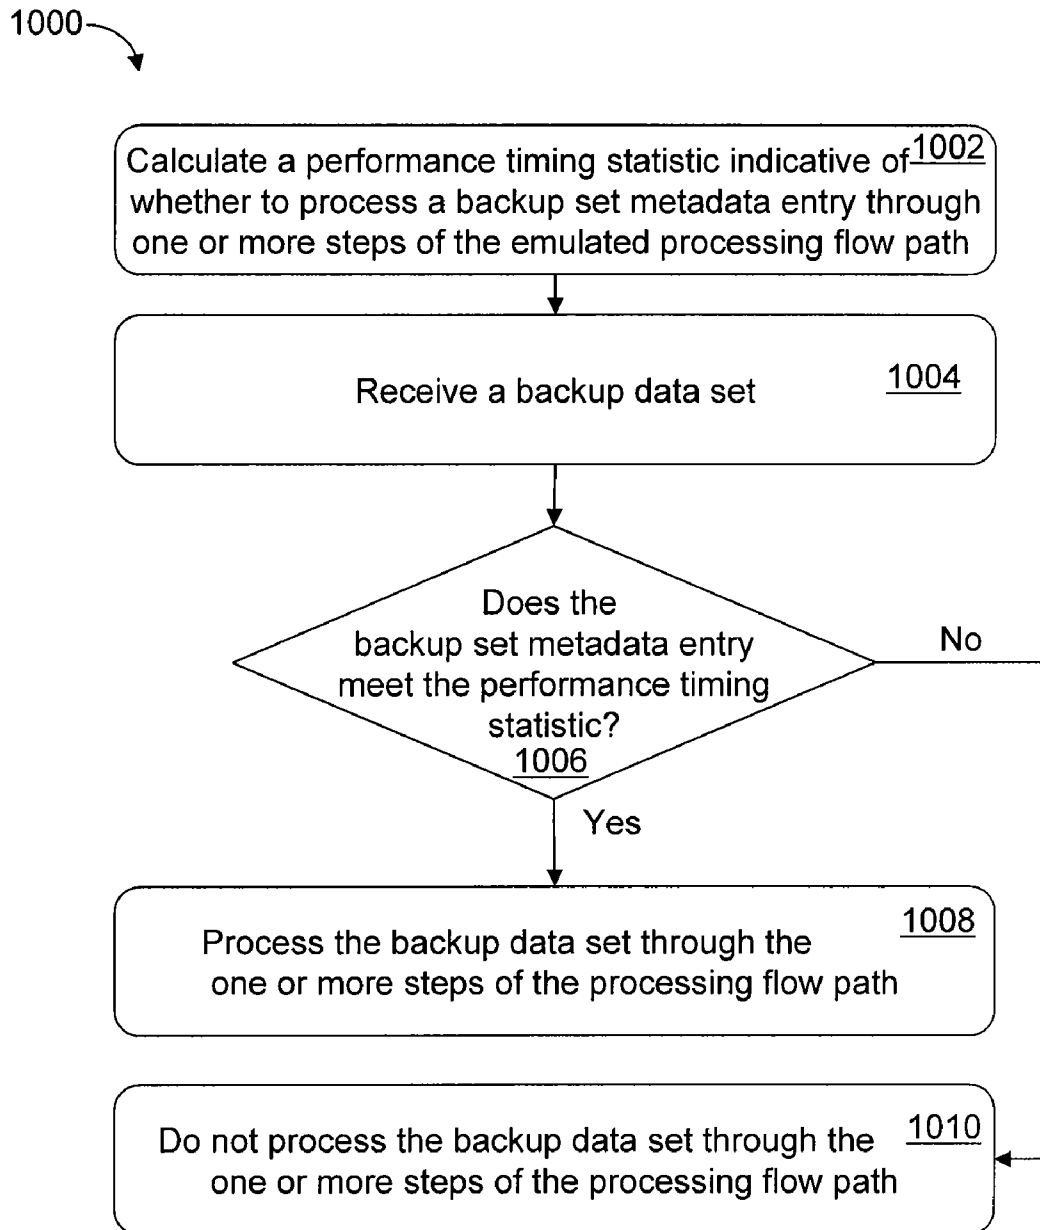 1000
Calculate a performance timing statistic indicative of 1002
whether to process a backup set metadata entry through
one or more steps of the emulated processing flow path
Receive a backup data set 1004
Does the
backup set metadata entry
meet the performance timing
statistic?
1006
No
Yes
Process the backup data set through the 1008
one or more steps of the processing flow path
Do not process the backup data set through the 1010
one or more steps of the processing flow path